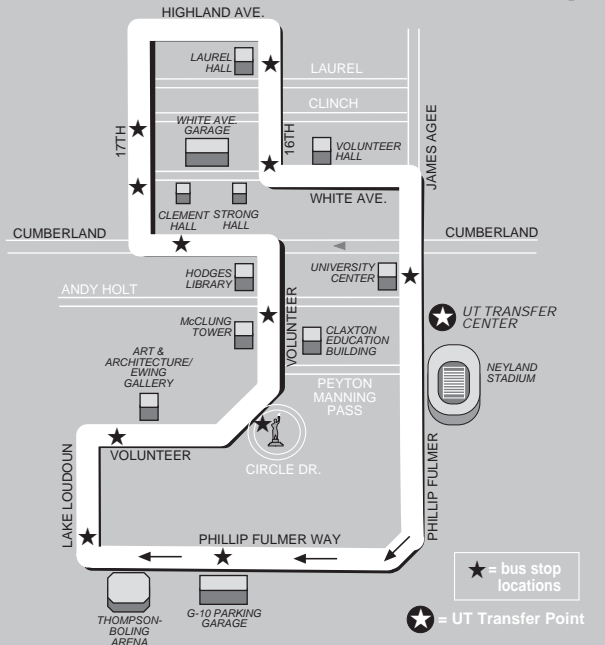 HIGHLAND AVE.
LAUREL
HALL
LAUREL
CLINCH
WHITE AVE.
GARAGE
17TH
16TH
VOLUNTEER
HALL
JAMES AGEE
WHITE AVE.
CLEMENT
HALL
STRONG
HALL
CUMBERLAND
CUMBERLAND
HODGES
LIBRARY
UNIVERSITY
CENTER
ANDY HOLT
VOLUNTEER
UT TRANSFER
CENTER
McCLUNG
TOWER
CLAXTON
EDUCATION
BUILDING
ART &
ARCHITECTURE/
EWING
GALLERY
NEYLAND
STADIUM
PEYTON
MANNING
PASS
VOLUNTEER
CIRCLE DR.
LAKE LOUDOUN
PHILLIP FULMER
PHILLIP FULMER WAY
= bus stop
locations
THOMPSON-
BOLING
ARENA
G-10 PARKING
GARAGE
= UT Transfer Point